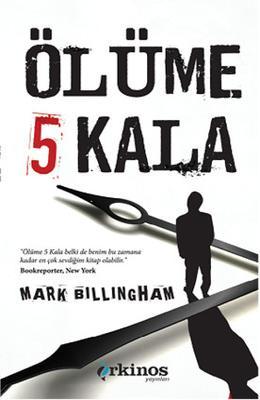 ÖLÜME
5 KALA
"Ölüme 5 Kala belki de benim bu zamana
kadar en çok sevdiğim kitap olabilir."
Bookreporter, New York
MARK BILLINGHAM
orkinos
yayınları